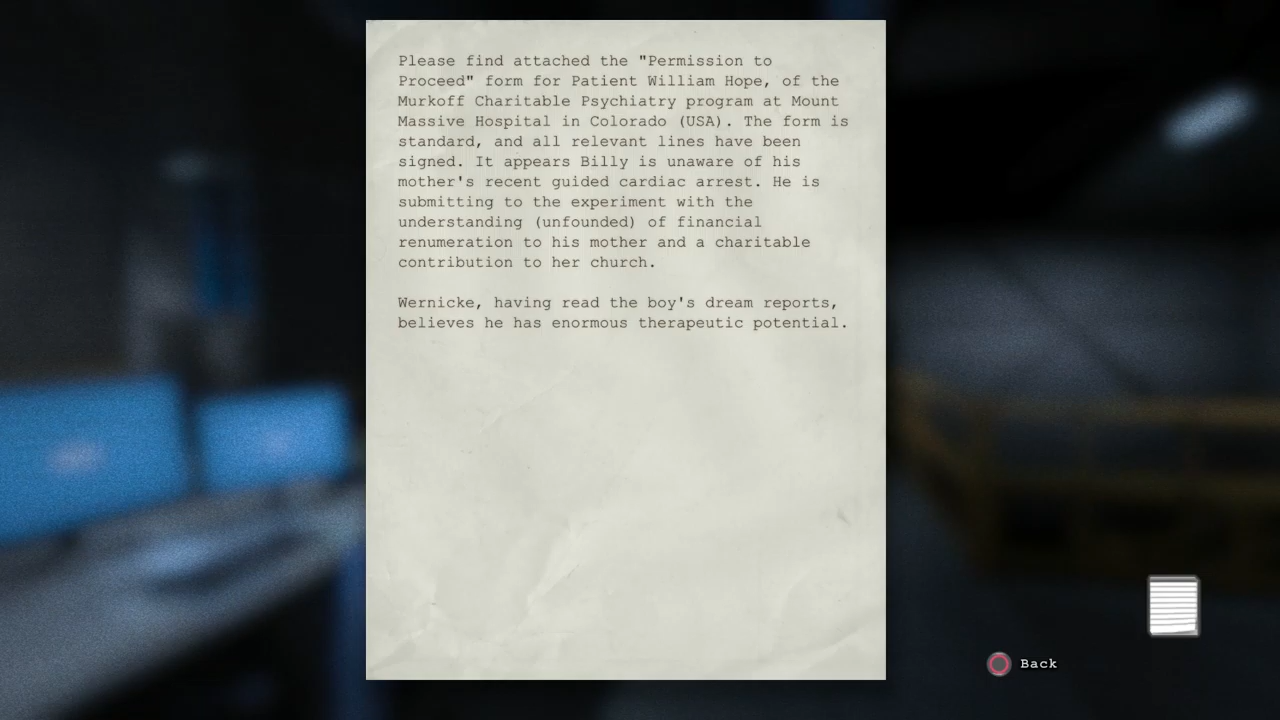 Please find attached the "Permission to
Proceed" form for Patient William Hope, of the
Murkoff Charitable Psychiatry program at Mount
Massive Hospital in Colorado (USA). The form is
standard, and all relevant lines have been
signed. It appears Billy is unaware of his
mother's recent guided cardiac arrest. He is
submitting to the experiment with the
understanding (unfounded) of financial
renumeration to his mother and a charitable
contribution to her church.
Wernicke, having read the boy's dream reports,
believes he has enormous therapeutic potential.
Back